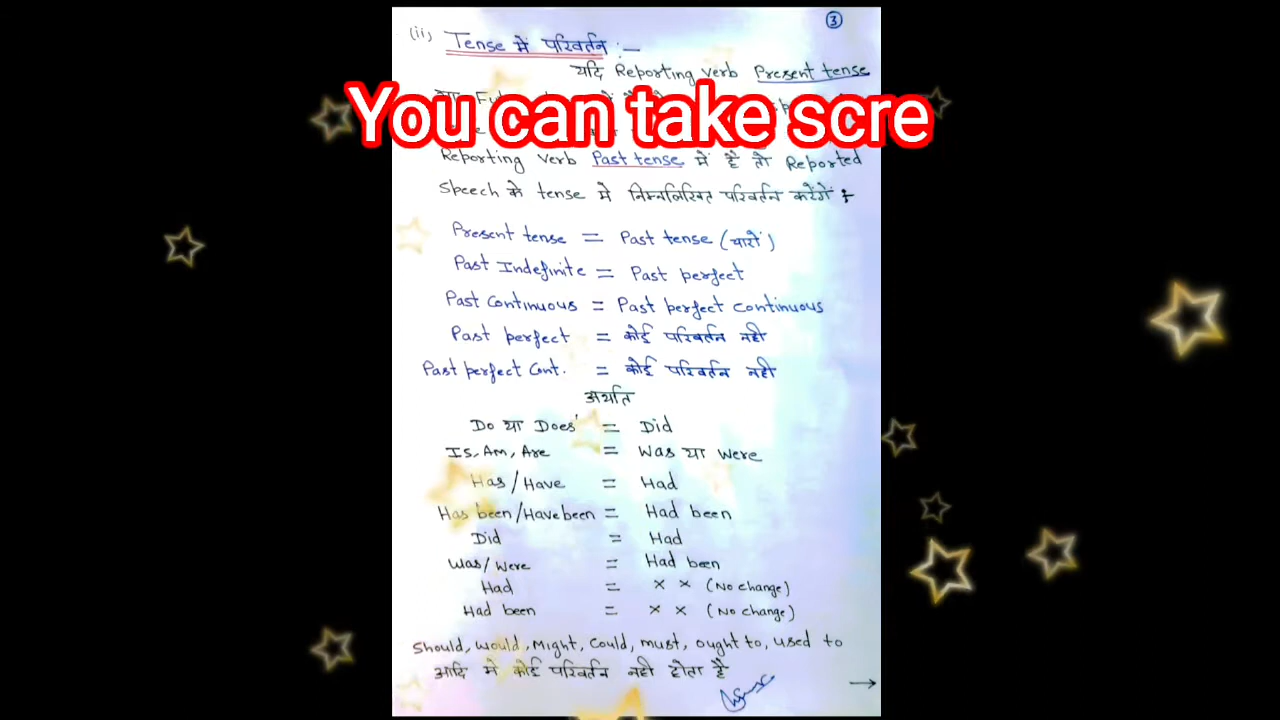 ③
(ii) Tense में परिवर्तन :—
यदि Reporting verb Present tense
You can take scre
Reporting verb Past tense में है तो Reported
Speech के tense मे निम्नलिखित परिवर्तन करेंगे :-
Present tense = Past tense (चारों)
Past Indefinite = Past perfect
Past Continuous = Past perfect continuous
Past perfect = कोई परिवर्तन नही
Past perfect Cont. = कोई परिवर्तन नही
अर्थात
Do या Does = Did
Is, Am, Are = Was या Were
Has/Have = Had
Has been/Have been = Had been
Did = Had
Was/Were = Had been
Had = × × (No change)
Had been = × × (No change)
Should, would, Might, Could, must, ought to, used to
आदि मे कोई परिवर्तन नही होता है
→